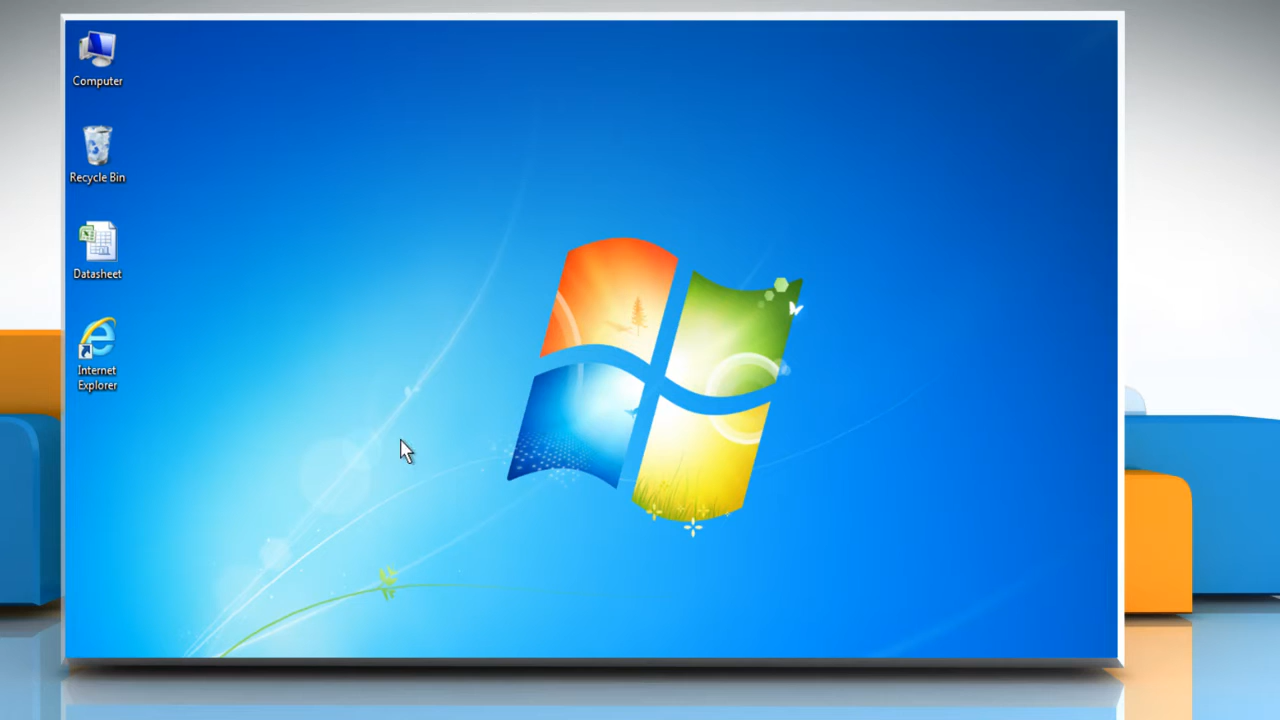 Computer
Recycle Bin
Datasheet
Internet
Explorer